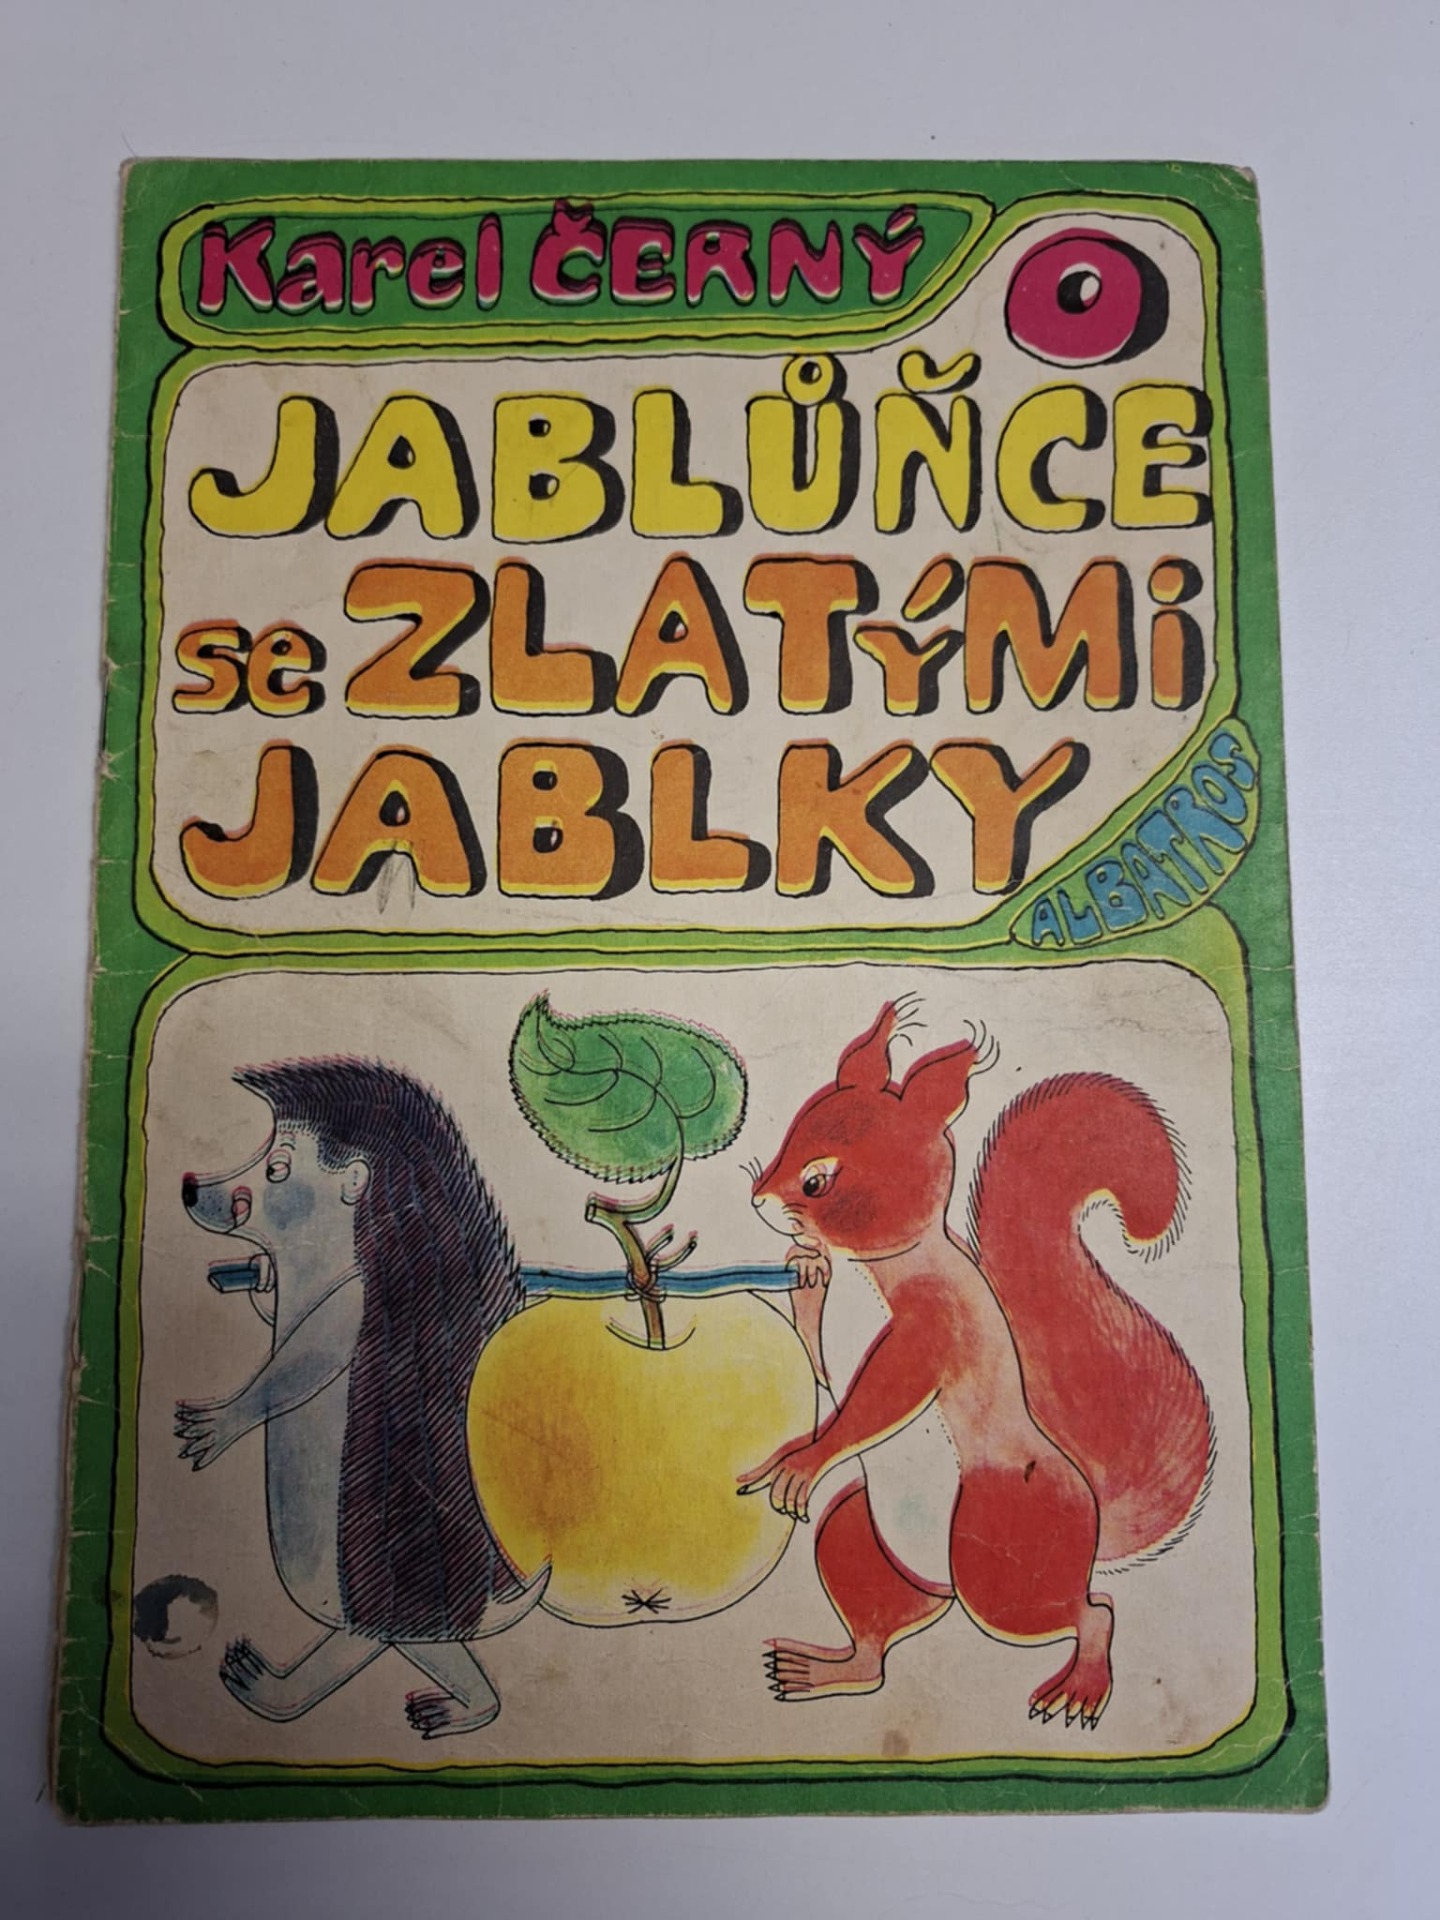 Karel ČERNÝ
O
JABLŮŇCE
se ZLATÝMi
JABLKY
ALBATROS